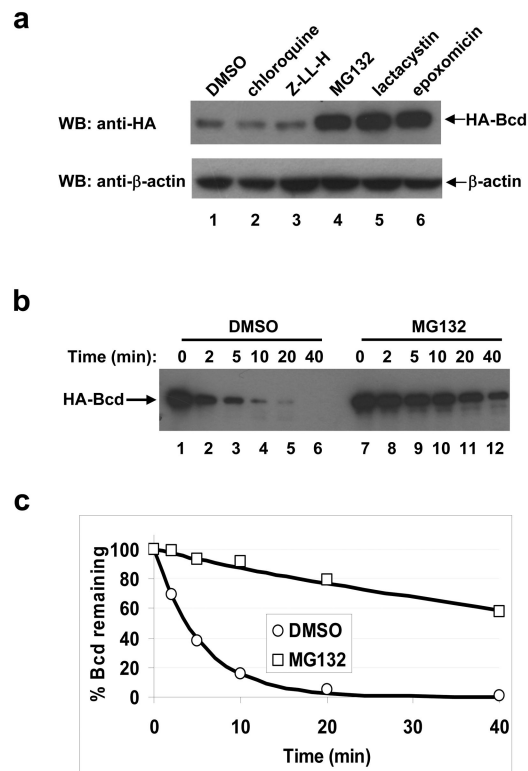 a
DMSO
chloroquine
Z-LL-H
MG132
lactacystin
epoxomicin
WB: anti-HA
←HA-Bcd
WB: anti-β-actin
←β-actin
1 2 3 4 5 6
b
DMSO MG132
Time (min): 0 2 5 10 20 40 0 2 5 10 20 40
HA-Bcd→
1 2 3 4 5 6 7 8 9 10 11 12
c
% Bcd remaining
100
80
60
40
20
0
DMSO
MG132
0 10 20 30 40
Time (min)